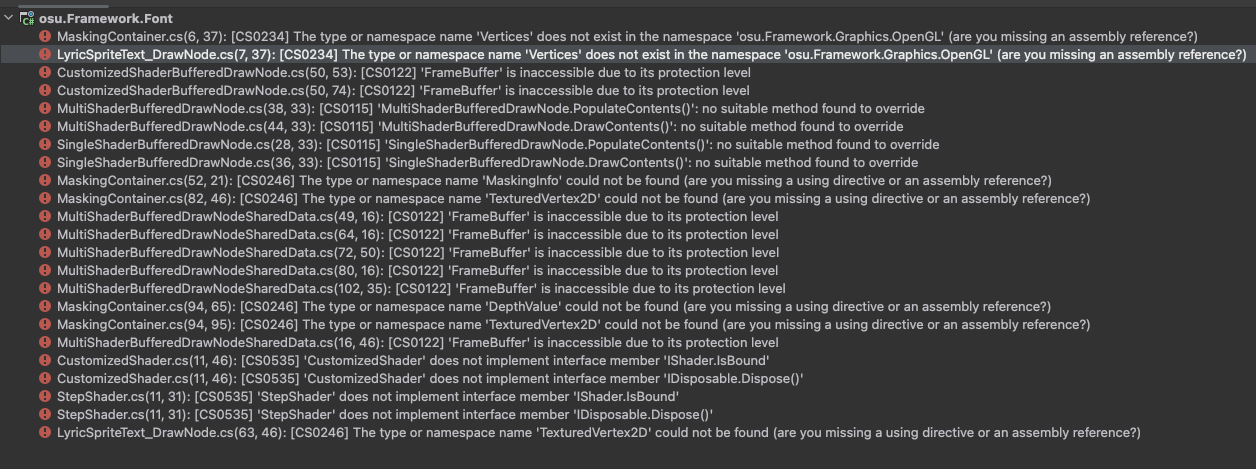 C# osu.Framework.Font
MaskingContainer.cs(6, 37): [CS0234] The type or namespace name 'Vertices' does not exist in the namespace 'osu.Framework.Graphics.OpenGL' (are you missing an assembly reference?)
LyricSpriteText_DrawNode.cs(7, 37): [CS0234] The type or namespace name 'Vertices' does not exist in the namespace 'osu.Framework.Graphics.OpenGL' (are you missing an assembly reference?)
CustomizedShaderBufferedDrawNode.cs(50, 53): [CS0122] 'FrameBuffer' is inaccessible due to its protection level
CustomizedShaderBufferedDrawNode.cs(50, 74): [CS0122] 'FrameBuffer' is inaccessible due to its protection level
MultiShaderBufferedDrawNode.cs(38, 33): [CS0115] 'MultiShaderBufferedDrawNode.PopulateContents()': no suitable method found to override
MultiShaderBufferedDrawNode.cs(44, 33): [CS0115] 'MultiShaderBufferedDrawNode.DrawContents()': no suitable method found to override
SingleShaderBufferedDrawNode.cs(28, 33): [CS0115] 'SingleShaderBufferedDrawNode.PopulateContents()': no suitable method found to override
SingleShaderBufferedDrawNode.cs(36, 33): [CS0115] 'SingleShaderBufferedDrawNode.DrawContents()': no suitable method found to override
MaskingContainer.cs(52, 21): [CS0246] The type or namespace name 'MaskingInfo' could not be found (are you missing a using directive or an assembly reference?)
MaskingContainer.cs(82, 46): [CS0246] The type or namespace name 'TexturedVertex2D' could not be found (are you missing a using directive or an assembly reference?)
MultiShaderBufferedDrawNodeSharedData.cs(49, 16): [CS0122] 'FrameBuffer' is inaccessible due to its protection level
MultiShaderBufferedDrawNodeSharedData.cs(64, 16): [CS0122] 'FrameBuffer' is inaccessible due to its protection level
MultiShaderBufferedDrawNodeSharedData.cs(72, 50): [CS0122] 'FrameBuffer' is inaccessible due to its protection level
MultiShaderBufferedDrawNodeSharedData.cs(80, 16): [CS0122] 'FrameBuffer' is inaccessible due to its protection level
MultiShaderBufferedDrawNodeSharedData.cs(102, 35): [CS0122] 'FrameBuffer' is inaccessible due to its protection level
MaskingContainer.cs(94, 65): [CS0246] The type or namespace name 'DepthValue' could not be found (are you missing a using directive or an assembly reference?)
MaskingContainer.cs(94, 95): [CS0246] The type or namespace name 'TexturedVertex2D' could not be found (are you missing a using directive or an assembly reference?)
MultiShaderBufferedDrawNodeSharedData.cs(16, 46): [CS0122] 'FrameBuffer' is inaccessible due to its protection level
CustomizedShader.cs(11, 46): [CS0535] 'CustomizedShader' does not implement interface member 'IShader.IsBound'
CustomizedShader.cs(11, 46): [CS0535] 'CustomizedShader' does not implement interface member 'IDisposable.Dispose()'
StepShader.cs(11, 31): [CS0535] 'StepShader' does not implement interface member 'IShader.IsBound'
StepShader.cs(11, 31): [CS0535] 'StepShader' does not implement interface member 'IDisposable.Dispose()'
LyricSpriteText_DrawNode.cs(63, 46): [CS0246] The type or namespace name 'TexturedVertex2D' could not be found (are you missing a using directive or an assembly reference?)